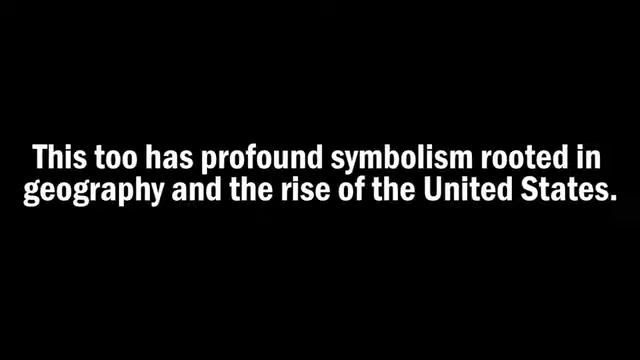 This too has profound symbolism rooted in
geography and the rise of the United States.